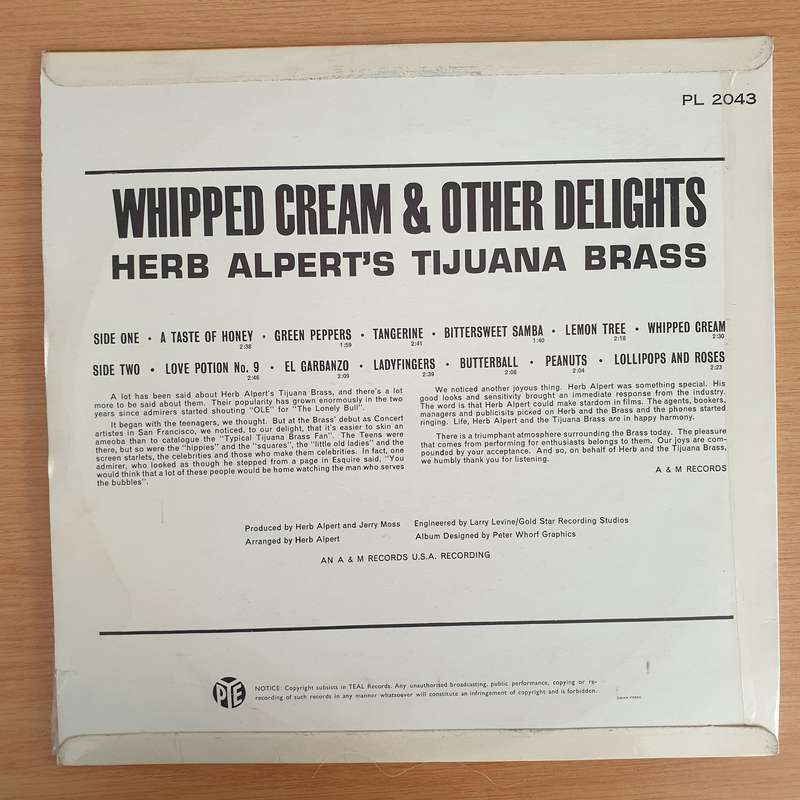 PL 2043
WHIPPED CREAM & OTHER DELIGHTS
HERB ALPERT'S TIJUANA BRASS
SIDE ONE • A TASTE OF HONEY • GREEN PEPPERS • TANGERINE • BITTERSWEET SAMBA • LEMON TREE • WHIPPED CREAM
2:38 1:59 2:41 1:40 2:18 2:30
SIDE TWO • LOVE POTION No. 9 • EL GARBANZO • LADYFINGERS • BUTTERBALL • PEANUTS • LOLLIPOPS AND ROSES
2:46 2:09 2:39 2:08 2:04 2:23
A lot has been said about Herb Alpert's Tijuana Brass, and there's a lot
more to be said about them. Their popularity has grown enormously in the two
years since admirers started shouting "OLE" for "The Lonely Bull".
It began with the teenagers, we thought. But at the Brass' debut as Concert
artistes in San Francisco, we noticed, to our delight, that it's easier to skin an
ameoba than to catalogue the "Typical Tijuana Brass Fan". The Teens were
there, but so were the "hippies" and the "squares", the "little old ladies" and the
screen starlets, the celebrities and those who make them celebrities. In fact, one
admirer, who looked as though he stepped from a page in Esquire said, "You
would think that a lot of these people would be home watching the man who serves
the bubbles".
We noticed another joyous thing. Herb Alpert was something special. His
good looks and sensitivity brought an immediate response from the industry.
The word is that Herb Alpert could make stardom in films. The agents, bookers,
managers and publicisits picked on Herb and the Brass and the phones started
ringing. Life, Herb Alpert and the Tijuana Brass are in happy harmony.
There is a triumphant atmosphere surrounding the Brass today. The pleasure
that comes from performing for enthusiasts belongs to them. Our joys are com-
pounded by your acceptance. And so, on behalf of Herb and the Tijuana Brass,
we humbly thank you for listening.
A & M RECORDS
Produced by Herb Alpert and Jerry Moss Engineered by Larry Levine/Gold Star Recording Studios
Arranged by Herb Alpert Album Designed by Peter Whorf Graphics
AN A & M RECORDS U.S.A. RECORDING
PYE
NOTICE: Copyright subsists in TEAL Records. Any unauthorised broadcasting, public performance, copying or re-
recording of such records in any manner whatsoever will constitute an infringement of copyright and is forbidden.